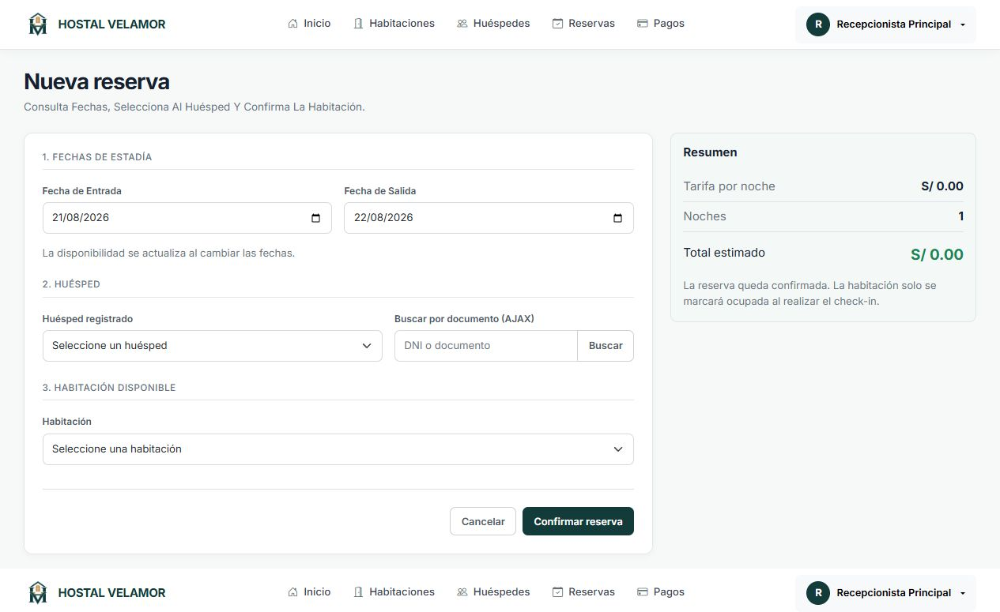 HOSTAL VELAMOR
Inicio
Habitaciones
Huéspedes
Reservas
Pagos
R
Recepcionista Principal
Nueva reserva
Consulta Fechas, Selecciona Al Huésped Y Confirma La Habitación.
1. FECHAS DE ESTADÍA
Fecha de Entrada
Fecha de Salida
21/08/2026
22/08/2026
La disponibilidad se actualiza al cambiar las fechas.
2. HUÉSPED
Huésped registrado
Buscar por documento (AJAX)
Seleccione un huésped
DNI o documento
Buscar
3. HABITACIÓN DISPONIBLE
Habitación
Seleccione una habitación
Cancelar
Confirmar reserva
Resumen
Tarifa por noche
S/ 0.00
Noches
1
Total estimado
S/ 0.00
La reserva queda confirmada. La habitación solo se
marcará ocupada al realizar el check-in.
HOSTAL VELAMOR
Inicio
Habitaciones
Huéspedes
Reservas
Pagos
R
Recepcionista Principal